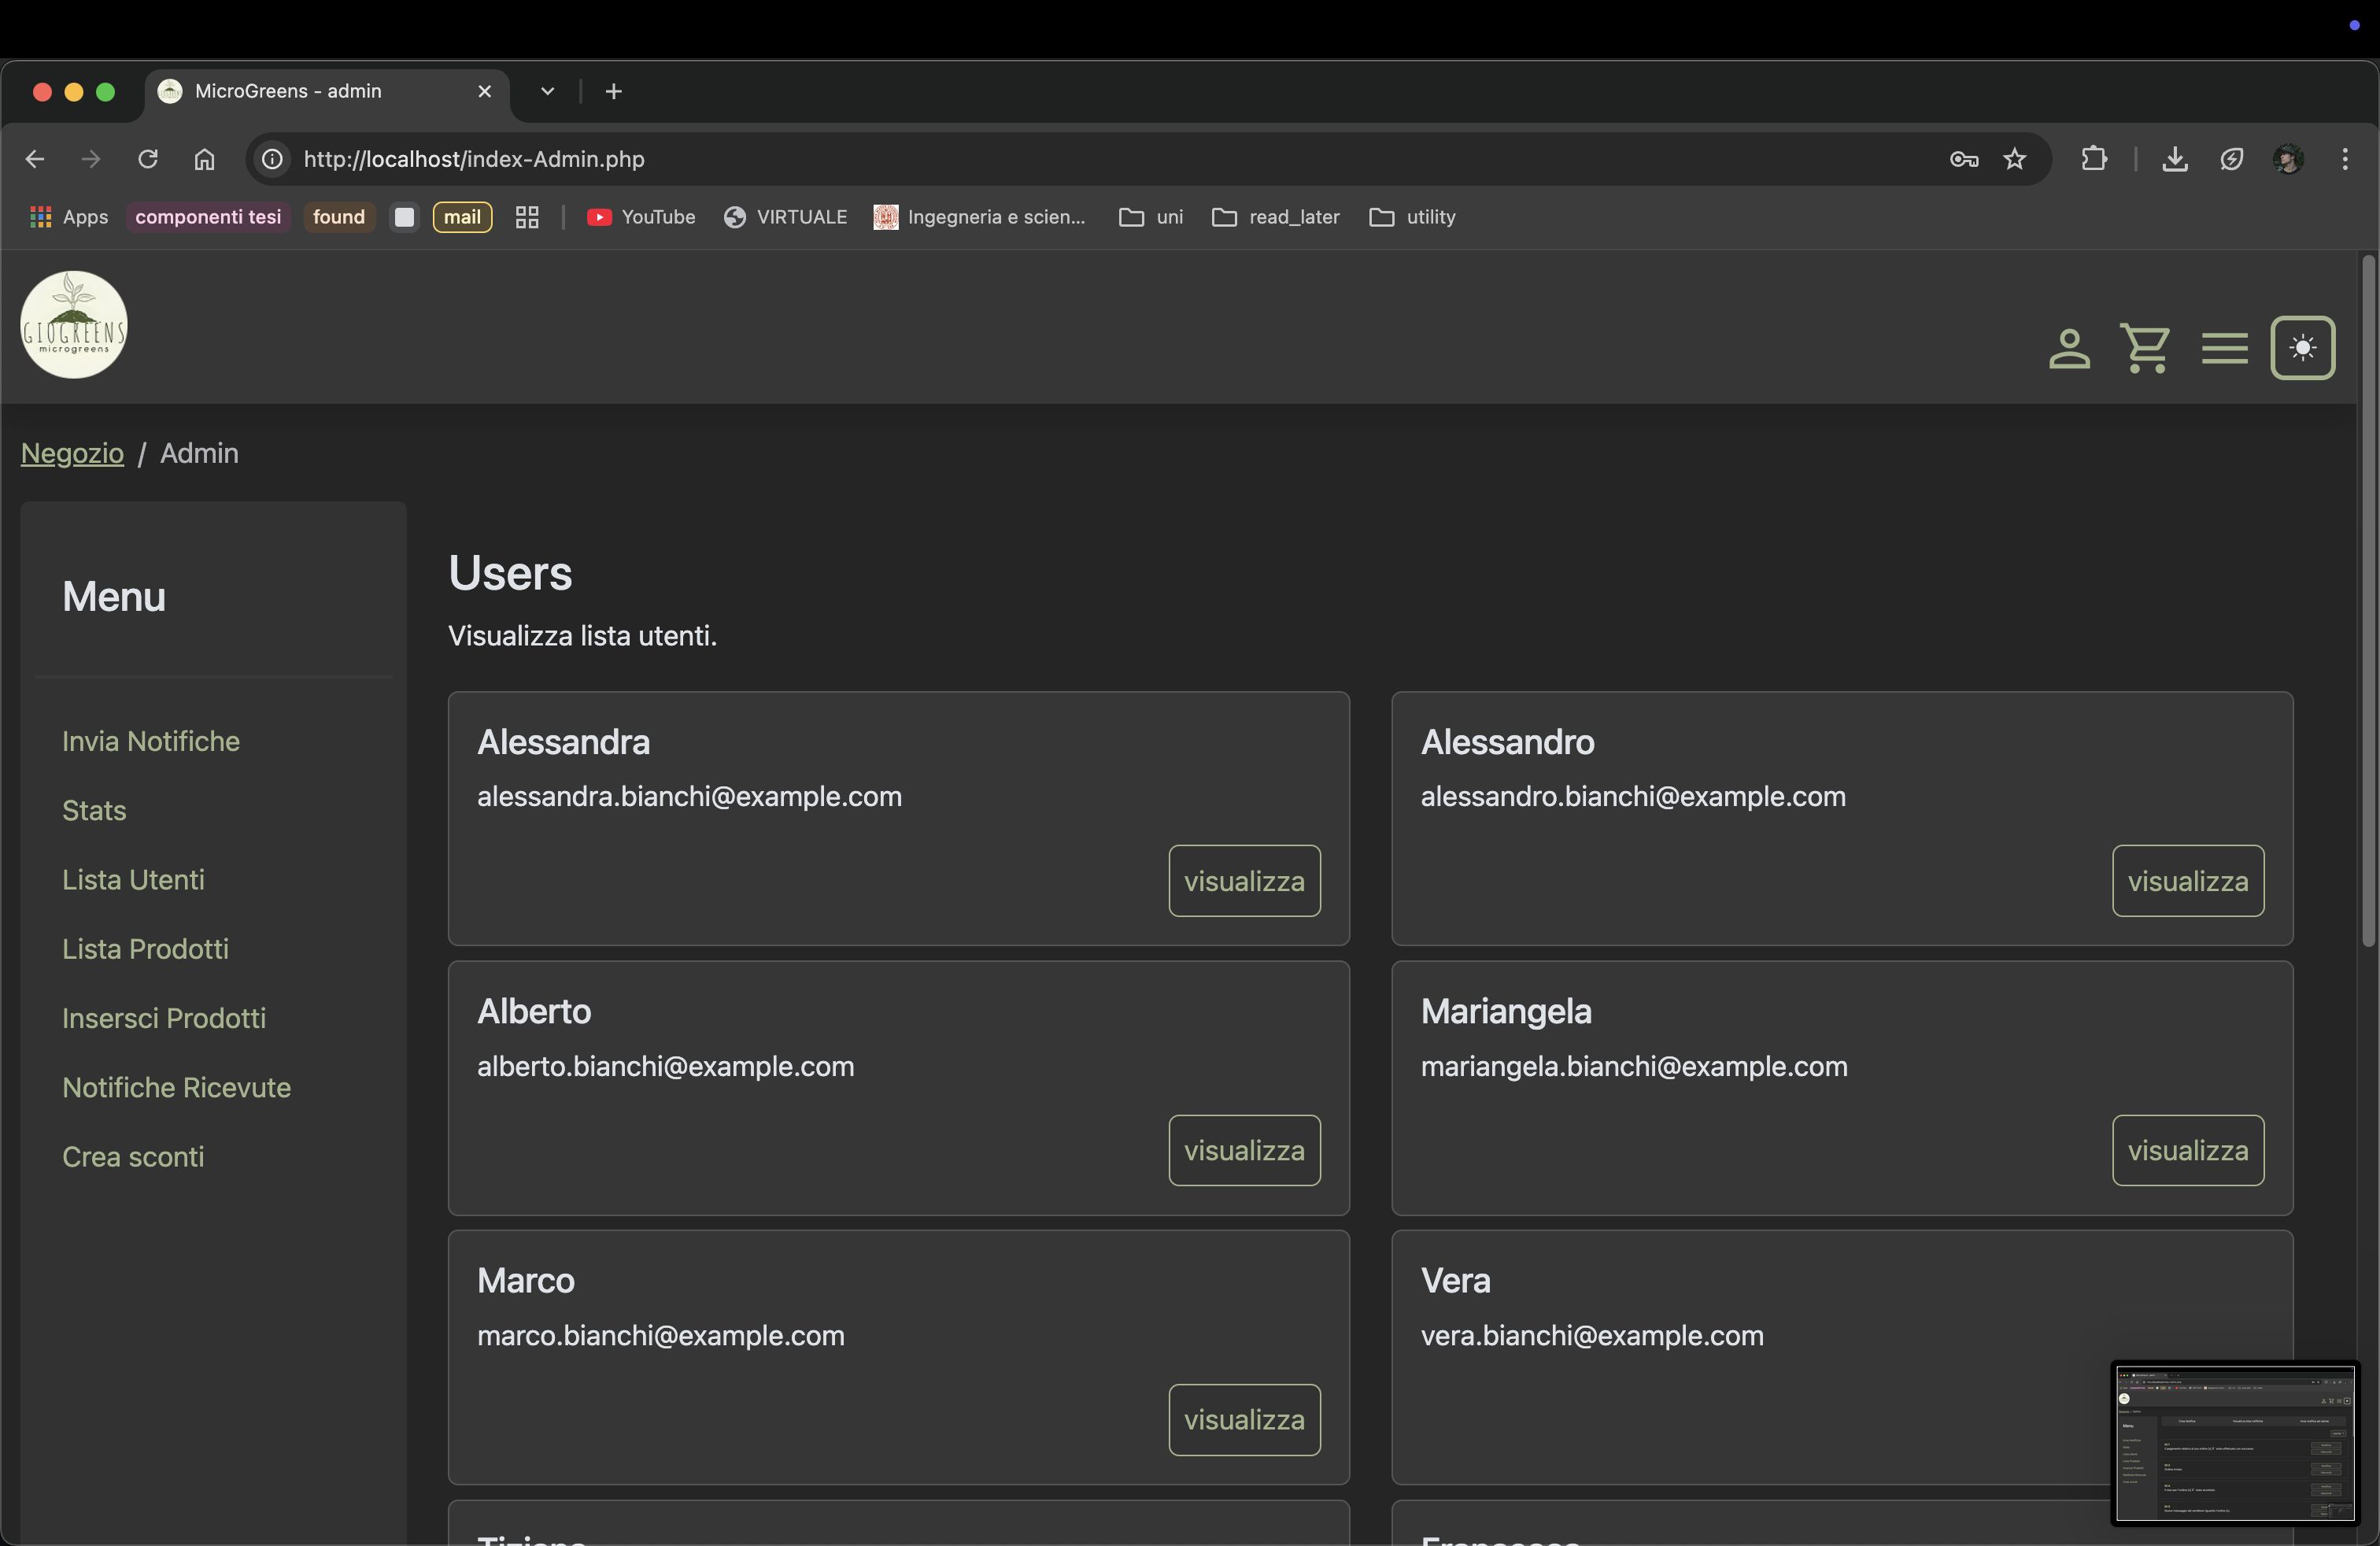 MicroGreens - admin
http://localhost/index-Admin.php
Apps componenti tesi found mail YouTube VIRTUALE Ingegneria e scien... uni read_later utility
GIOGREENS
microgreens
Negozio / Admin
Menu
Invia Notifiche
Stats
Lista Utenti
Lista Prodotti
Insersci Prodotti
Notifiche Ricevute
Crea sconti
Users
Visualizza lista utenti.
Alessandra
alessandra.bianchi@example.com
visualizza
Alessandro
alessandro.bianchi@example.com
visualizza
Alberto
alberto.bianchi@example.com
visualizza
Mariangela
mariangela.bianchi@example.com
visualizza
Marco
marco.bianchi@example.com
visualizza
Vera
vera.bianchi@example.com